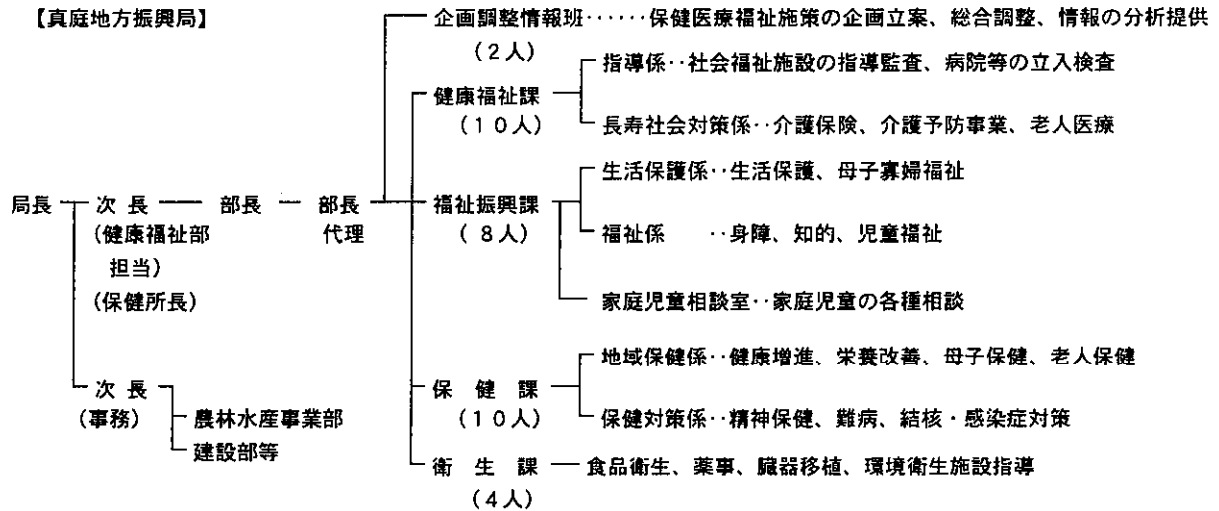 【真庭地方振興局】
企画調整情報班‥‥‥保健医療福祉施策の企画立案、総合調整、情報の分析提供
(2人)
指導係‥社会福祉施設の指導監査、病院等の立入検査
健康福祉課
(10人)
長寿社会対策係‥介護保険、介護予防事業、老人医療
生活保護係‥生活保護、母子寡婦福祉
局長 次長 部長 部長 福祉振興課
(健康福祉部 代理 (8人) 福祉係 ‥身障、知的、児童福祉
担当)
(保健所長) 家庭児童相談室‥家庭児童の各種相談
地域保健係‥健康増進、栄養改善、母子保健、老人保健
次長 保健課
(事務) 農林水産事業部 (10人) 保健対策係‥精神保健、難病、結核・感染症対策
建設部等
衛生課 食品衛生、薬事、臓器移植、環境衛生施設指導
(4人)